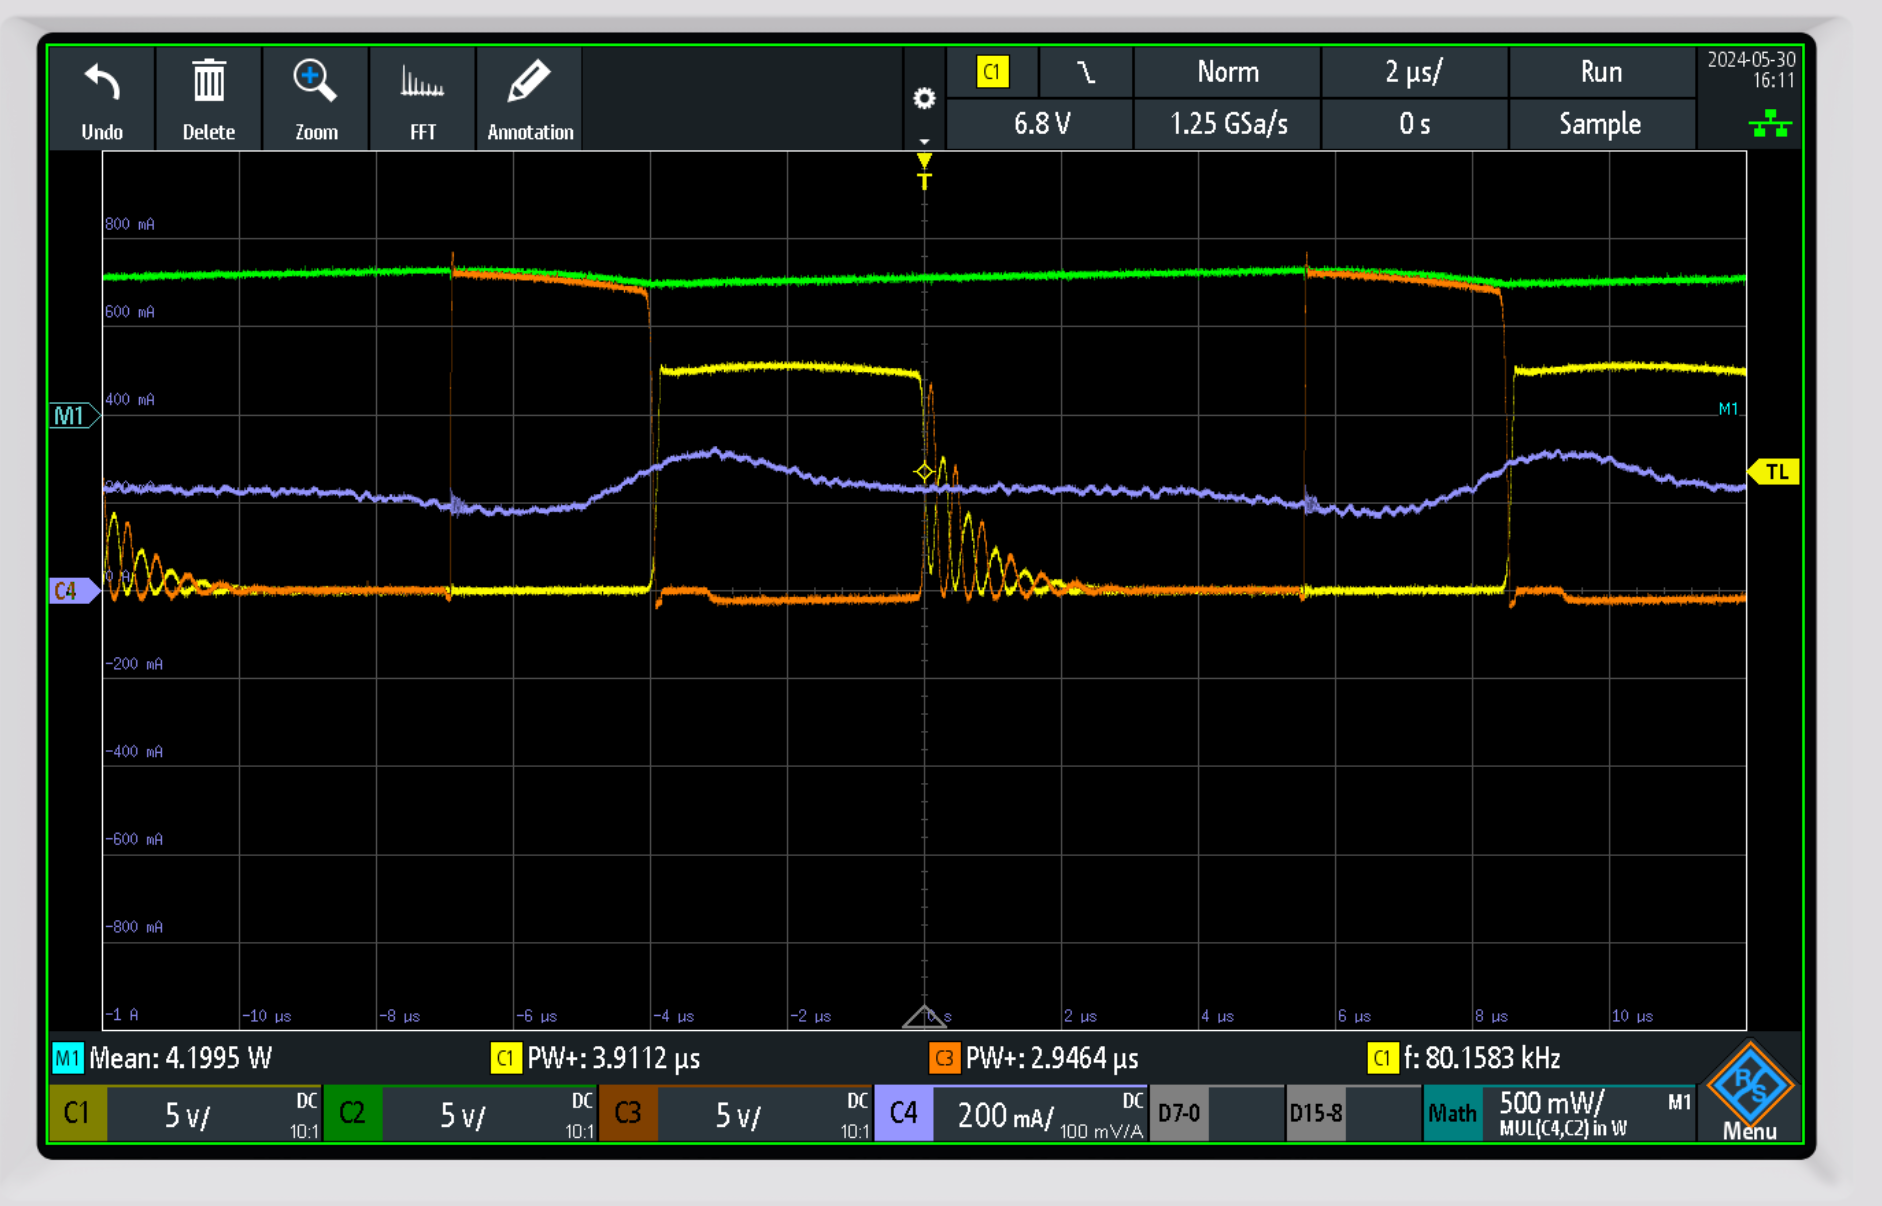 Undo
Delete
Zoom
FFT
Annotation
C1
Norm
2 µs/
Run
6.8 V
1.25 GSa/s
0 s
Sample
2024-05-30
16:11
T
800 mA
600 mA
400 mA
M1
M1
TL
0 A
C4
-200 mA
-400 mA
-600 mA
-800 mA
-1 A
-10 µs
-8 µs
-6 µs
-4 µs
-2 µs
0 s
2 µs
4 µs
6 µs
8 µs
10 µs
M1 Mean: 4.1995 W
C1 PW+: 3.9112 µs
C3 PW+: 2.9464 µs
C1 f: 80.1583 kHz
C1 5 V/ DC 10:1
C2 5 V/ DC 10:1
C3 5 V/ DC 10:1
C4 200 mA/ DC 100 mV/A
D7-0
D15-8
Math 500 mW/ M1
MUL(C4,C2) in W
R/S
Menu